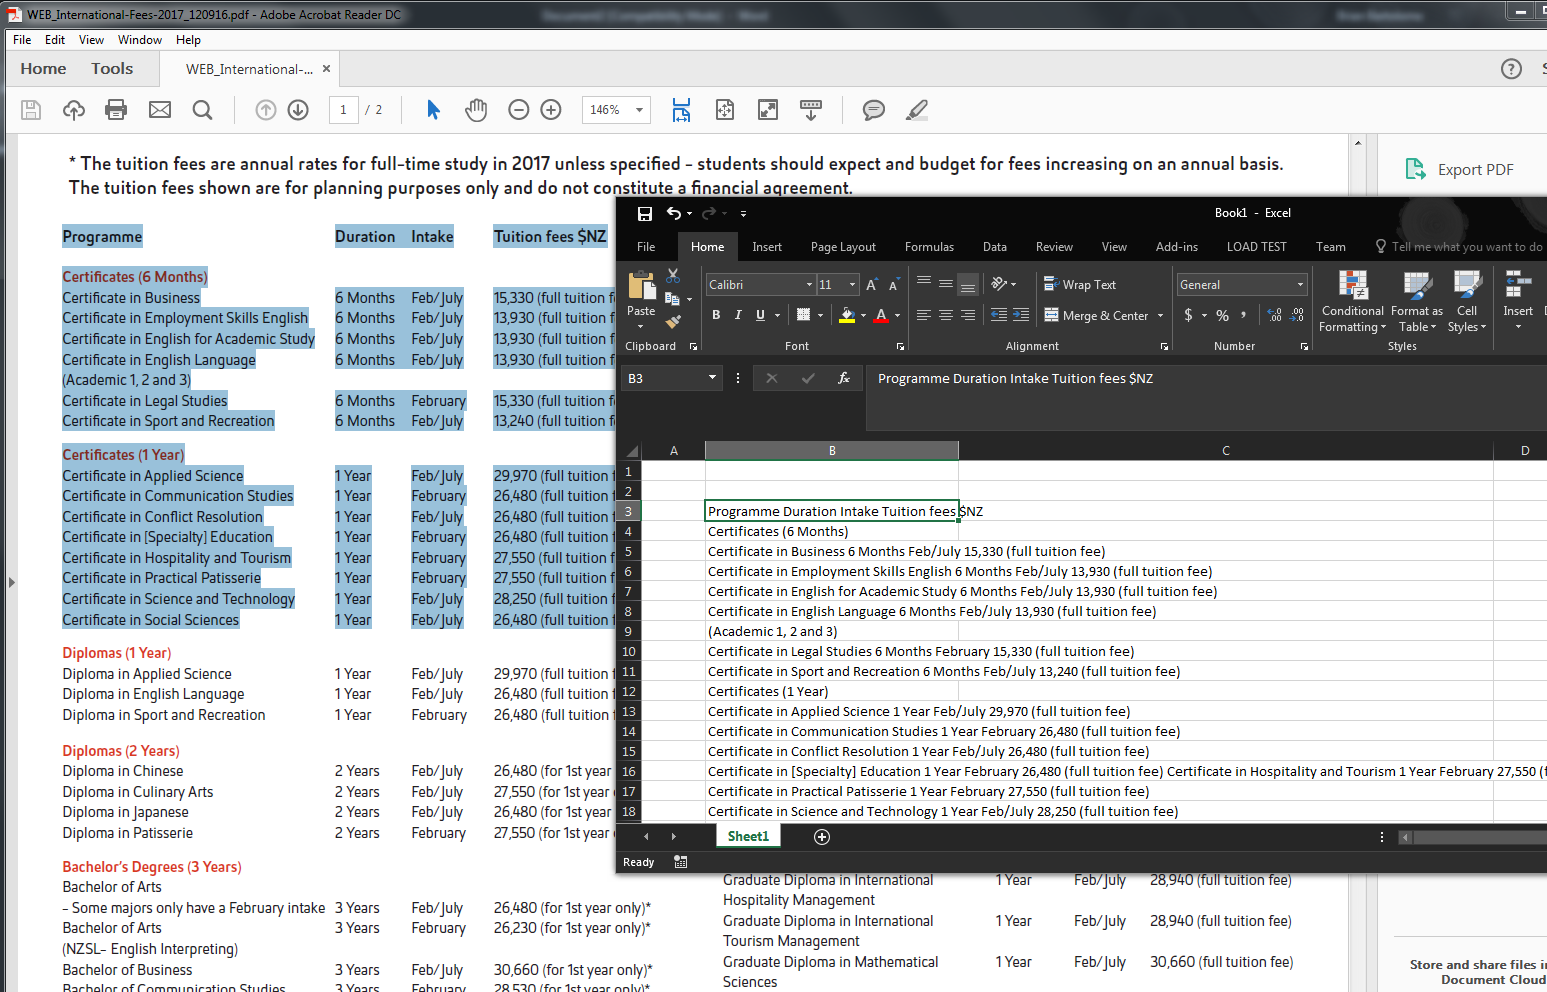 WEB_International-Fees-2017_120916.pdf - Adobe Acrobat Reader DC
File Edit View Window Help
Home Tools WEB_International-... ×
1 / 2 146%
* The tuition fees are annual rates for full-time study in 2017 unless specified - students should expect and budget for fees increasing on an annual basis.
The tuition fees shown are for planning purposes only and do not constitute a financial agreement.
Export PDF
Programme Duration Intake Tuition fees $NZ
Certificates (6 Months)
Certificate in Business 6 Months Feb/July 15,330 (full tuition
Certificate in Employment Skills English 6 Months Feb/July 13,930 (full tuition
Certificate in English for Academic Study 6 Months Feb/July 13,930 (full tuition
Certificate in English Language 6 Months Feb/July 13,930 (full tuition
(Academic 1, 2 and 3)
Certificate in Legal Studies 6 Months February 15,330 (full tuition
Certificate in Sport and Recreation 6 Months Feb/July 13,240 (full tuition
Certificates (1 Year)
Certificate in Applied Science 1 Year Feb/July 29,970 (full tuition
Certificate in Communication Studies 1 Year February 26,480 (full tuition
Certificate in Conflict Resolution 1 Year Feb/July 26,480 (full tuition
Certificate in [Specialty] Education 1 Year February 26,480 (full tuition
Certificate in Hospitality and Tourism 1 Year February 27,550 (full tuition
Certificate in Practical Patisserie 1 Year February 27,550 (full tuition
Certificate in Science and Technology 1 Year Feb/July 28,250 (full tuition
Certificate in Social Sciences 1 Year Feb/July 26,480 (full tuition
Diplomas (1 Year)
Diploma in Applied Science 1 Year Feb/July 29,970 (full tuition
Diploma in English Language 1 Year Feb/July 26,480 (full tuition
Diploma in Sport and Recreation 1 Year February 26,480 (full tuition
Diplomas (2 Years)
Diploma in Chinese 2 Years Feb/July 26,480 (for 1st year
Diploma in Culinary Arts 2 Years Feb/July 27,550 (for 1st year
Diploma in Japanese 2 Years Feb/July 26,480 (for 1st year
Diploma in Patisserie 2 Years February 27,550 (for 1st year
Bachelor's Degrees (3 Years)
Bachelor of Arts
- Some majors only have a February intake 3 Years Feb/July 26,480 (for 1st year only)*
Bachelor of Arts 3 Years February 26,230 (for 1st year only)*
(NZSL- English Interpreting)
Bachelor of Business 3 Years Feb/July 30,660 (for 1st year only)*
Bachelor of Communication Studies 3 Years February 28,530 (for 1st year only)*
Book1 - Excel
File Home Insert Page Layout Formulas Data Review View Add-ins LOAD TEST Team Tell me what you want to do
Paste Calibri 11 Wrap Text General
B I U A Merge & Center $ % Conditional Formatting Format as Table Cell Styles Insert
Clipboard Font Alignment Number Styles
B3 fx Programme Duration Intake Tuition fees $NZ
A B C D
1
2
3 Programme Duration Intake Tuition fees $NZ
4 Certificates (6 Months)
5 Certificate in Business 6 Months Feb/July 15,330 (full tuition fee)
6 Certificate in Employment Skills English 6 Months Feb/July 13,930 (full tuition fee)
7 Certificate in English for Academic Study 6 Months Feb/July 13,930 (full tuition fee)
8 Certificate in English Language 6 Months Feb/July 13,930 (full tuition fee)
9 (Academic 1, 2 and 3)
10 Certificate in Legal Studies 6 Months February 15,330 (full tuition fee)
11 Certificate in Sport and Recreation 6 Months Feb/July 13,240 (full tuition fee)
12 Certificates (1 Year)
13 Certificate in Applied Science 1 Year Feb/July 29,970 (full tuition fee)
14 Certificate in Communication Studies 1 Year February 26,480 (full tuition fee)
15 Certificate in Conflict Resolution 1 Year Feb/July 26,480 (full tuition fee)
16 Certificate in [Specialty] Education 1 Year February 26,480 (full tuition fee) Certificate in Hospitality and Tourism 1 Year February 27,550 (
17 Certificate in Practical Patisserie 1 Year February 27,550 (full tuition fee)
18 Certificate in Science and Technology 1 Year Feb/July 28,250 (full tuition fee)
Sheet1
Ready
Graduate Diploma in International 1 Year Feb/July 28,940 (full tuition fee)
Hospitality Management
Graduate Diploma in International 1 Year Feb/July 28,940 (full tuition fee)
Tourism Management
Graduate Diploma in Mathematical 1 Year Feb/July 30,660 (full tuition fee)
Sciences
Store and share files in
Document Cloud